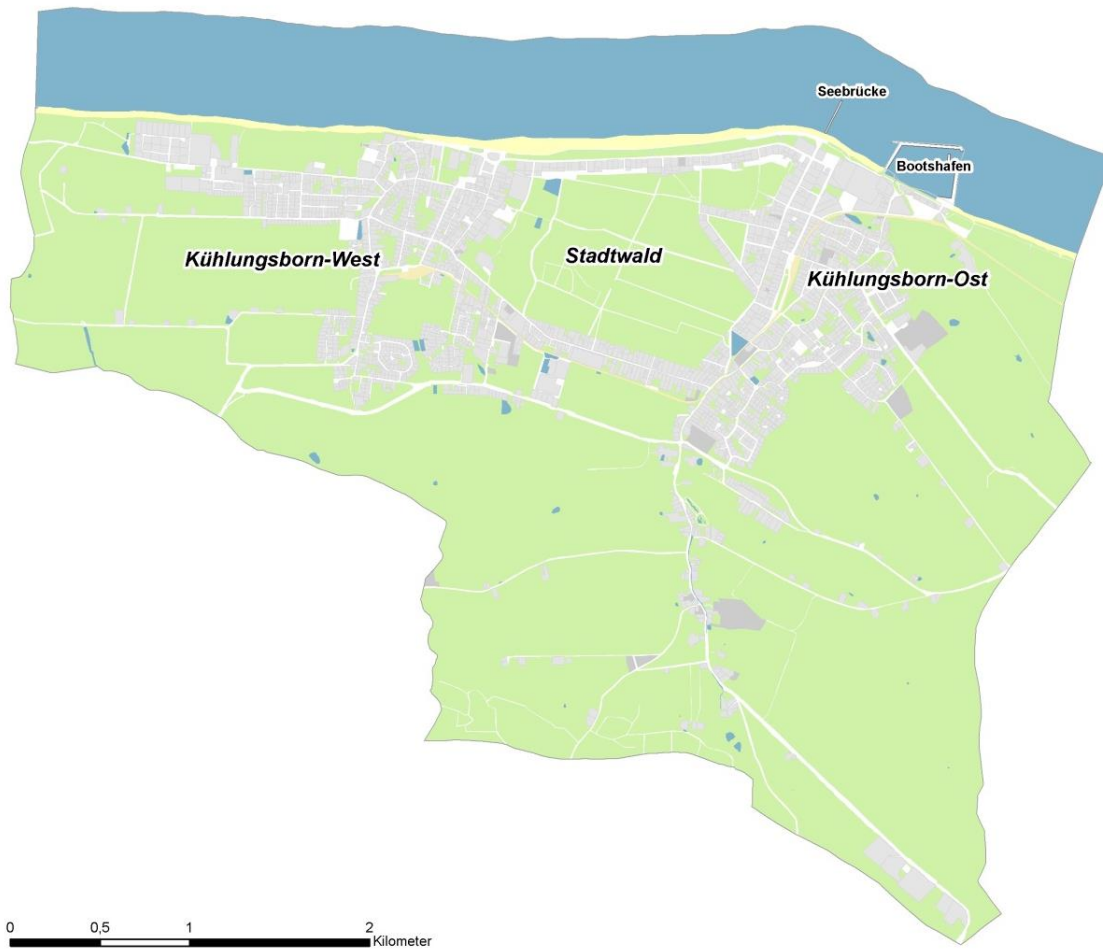 Seebrücke
Bootshafen
Kühlungsborn-West
Stadtwald
Kühlungsborn-Ost
0 0,5 1 2
Kilometer